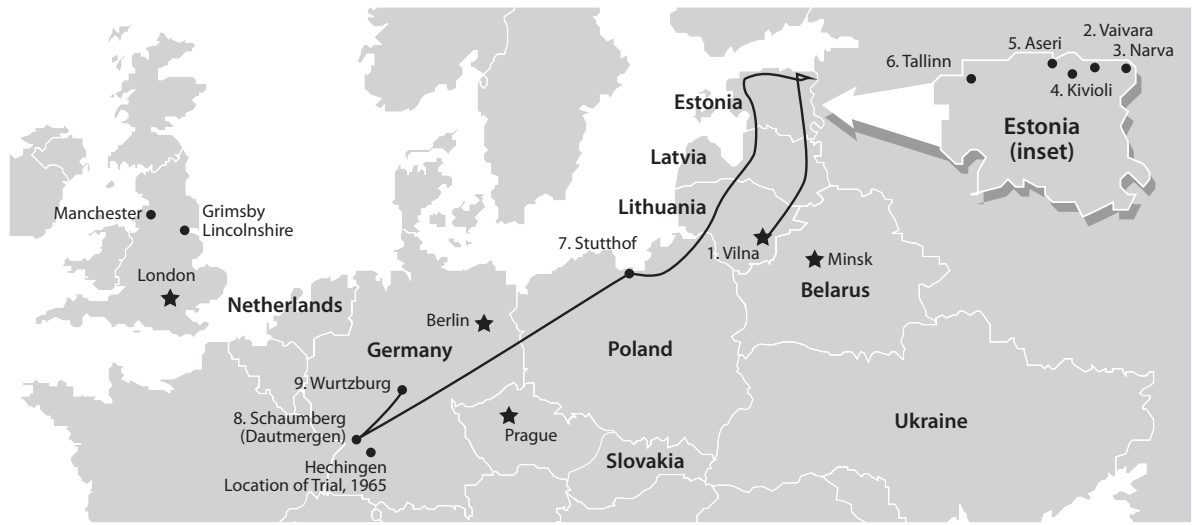 2. Vaivara
5. Aseri
3. Narva
6. Tallinn
4. Kivioli
Estonia
(inset)
Estonia
Latvia
Lithuania
Manchester
Grimsby
Lincolnshire
7. Stutthof
1. Vilna
Minsk
London
Belarus
Netherlands
Berlin
Germany
Poland
9. Wurtzburg
8. Schaumberg
(Dautmergen)
Prague
Ukraine
Slovakia
Hechingen
Location of Trial, 1965